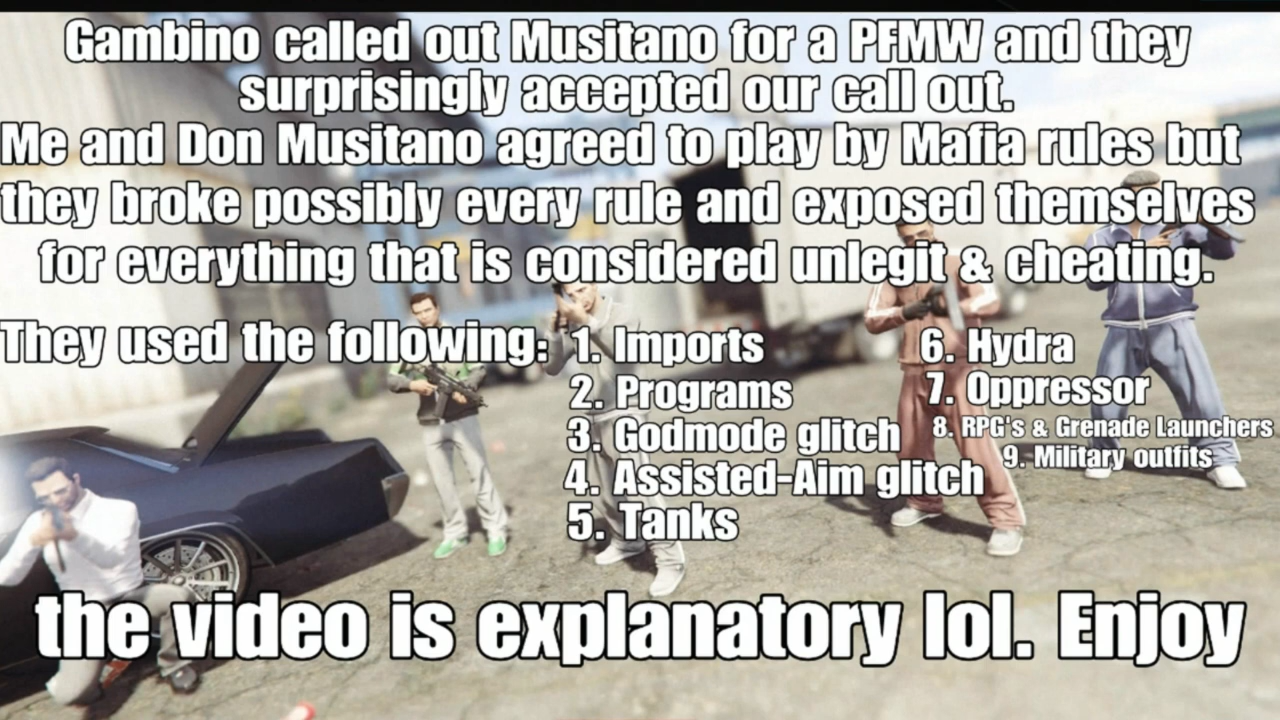 Gambino called out Musitano for a PFMW and they
surprisingly accepted our call out.
Me and Don Musitano agreed to play by Mafia rules but
they broke possibly every rule and exposed themselves
for everything that is considered unlegit & cheating.
They used the following:
1. Imports
2. Programs
3. Godmode glitch
4. Assisted-Aim glitch
5. Tanks
6. Hydra
7. Oppressor
8. RPG's & Grenade Launchers
9. Military outfits
the video is explanatory lol. Enjoy